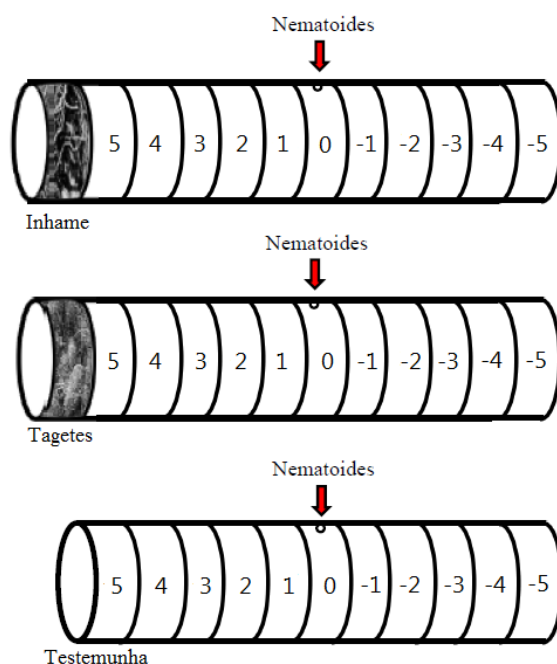 Nematoides
5 4 3 2 1 0 -1 -2 -3 -4 -5
Inhame
Nematoides
5 4 3 2 1 0 -1 -2 -3 -4 -5
Tagetes
Nematoides
5 4 3 2 1 0 -1 -2 -3 -4 -5
Testemunha